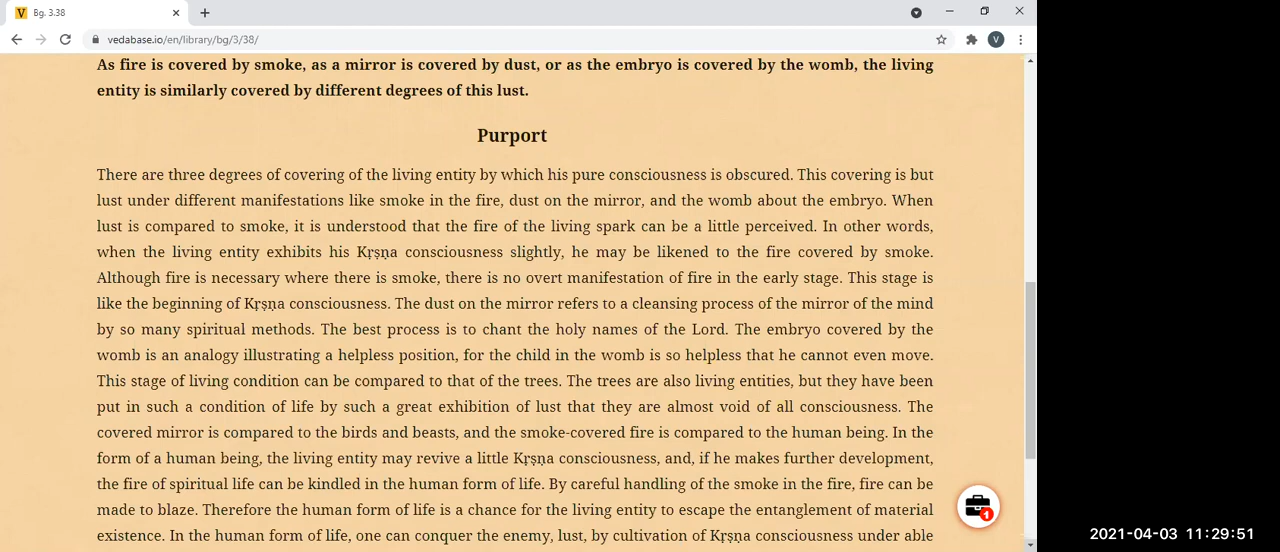 Bg. 3.38
vedabase.io/en/library/bg/3/38/
V
As fire is covered by smoke, as a mirror is covered by dust, or as the embryo is covered by the womb, the living
entity is similarly covered by different degrees of this lust.
Purport
There are three degrees of covering of the living entity by which his pure consciousness is obscured. This covering is but
lust under different manifestations like smoke in the fire, dust on the mirror, and the womb about the embryo. When
lust is compared to smoke, it is understood that the fire of the living spark can be a little perceived. In other words,
when the living entity exhibits his Kṛṣṇa consciousness slightly, he may be likened to the fire covered by smoke.
Although fire is necessary where there is smoke, there is no overt manifestation of fire in the early stage. This stage is
like the beginning of Kṛṣṇa consciousness. The dust on the mirror refers to a cleansing process of the mirror of the mind
by so many spiritual methods. The best process is to chant the holy names of the Lord. The embryo covered by the
womb is an analogy illustrating a helpless position, for the child in the womb is so helpless that he cannot even move.
This stage of living condition can be compared to that of the trees. The trees are also living entities, but they have been
put in such a condition of life by such a great exhibition of lust that they are almost void of all consciousness. The
covered mirror is compared to the birds and beasts, and the smoke-covered fire is compared to the human being. In the
form of a human being, the living entity may revive a little Kṛṣṇa consciousness, and, if he makes further development,
the fire of spiritual life can be kindled in the human form of life. By careful handling of the smoke in the fire, fire can be
made to blaze. Therefore the human form of life is a chance for the living entity to escape the entanglement of material
existence. In the human form of life, one can conquer the enemy, lust, by cultivation of Kṛṣṇa consciousness under able
1
2021-04-03 11:29:51